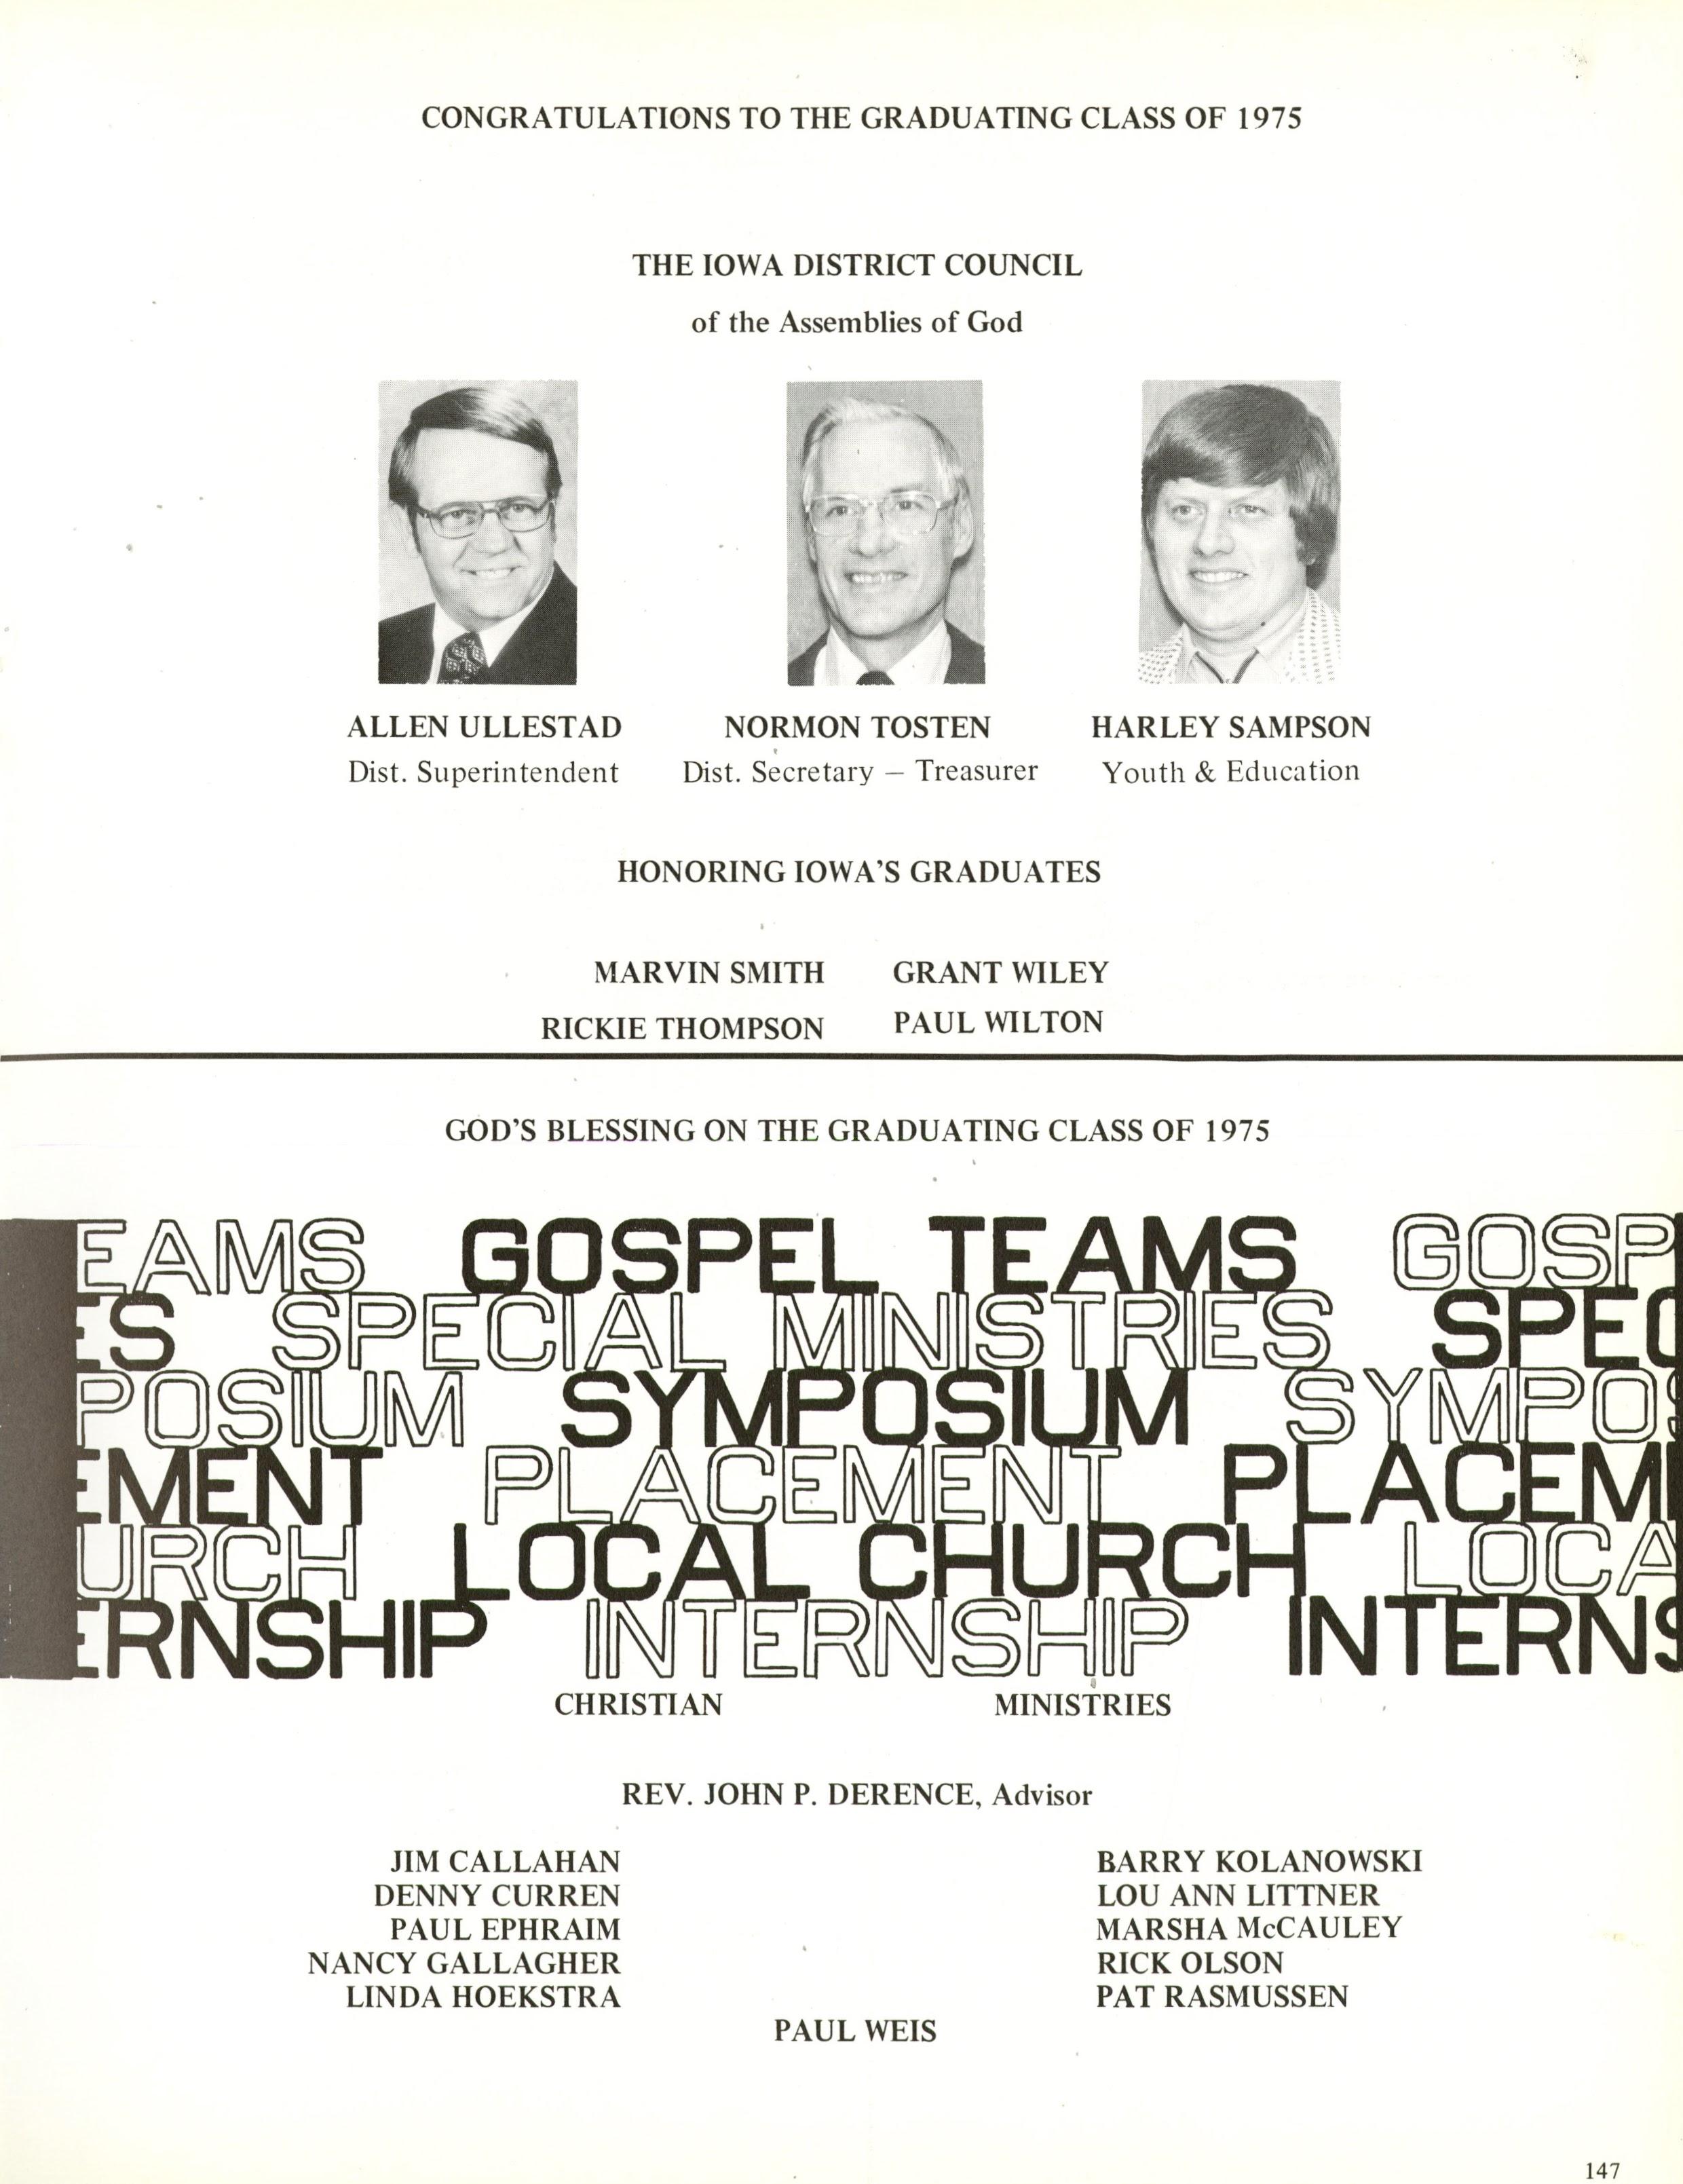 CONGRATULATIONS TO THE GRADUATING CLASS OF 1975
THE IOWA DISTRICT COUNCIL
of the Assemblies of God
ALLEN ULLESTAD
Dist. Superintendent
NORMON TOSTEN
Dist. Secretary – Treasurer
HARLEY SAMPSON
Youth & Education
HONORING IOWA'S GRADUATES
MARVIN SMITH GRANT WILEY
RICKIE THOMPSON PAUL WILTON
GOD'S BLESSING ON THE GRADUATING CLASS OF 1975
EAMS GOSPEL TEAMS GOSP
ES SPECIAL MINISTRIES SPEC
POSIUM SYMPOSIUM SYMPOS
EMENT PLACEMENT PLACEM
URCH LOCAL CHURCH LOCA
ERNSHIP INTERNSHIP INTERNS
CHRISTIAN MINISTRIES
REV. JOHN P. DERENCE, Advisor
JIM CALLAHAN
DENNY CURREN
PAUL EPHRAIM
NANCY GALLAGHER
LINDA HOEKSTRA
BARRY KOLANOWSKI
LOU ANN LITTNER
MARSHA McCAULEY
RICK OLSON
PAT RASMUSSEN
PAUL WEIS
147